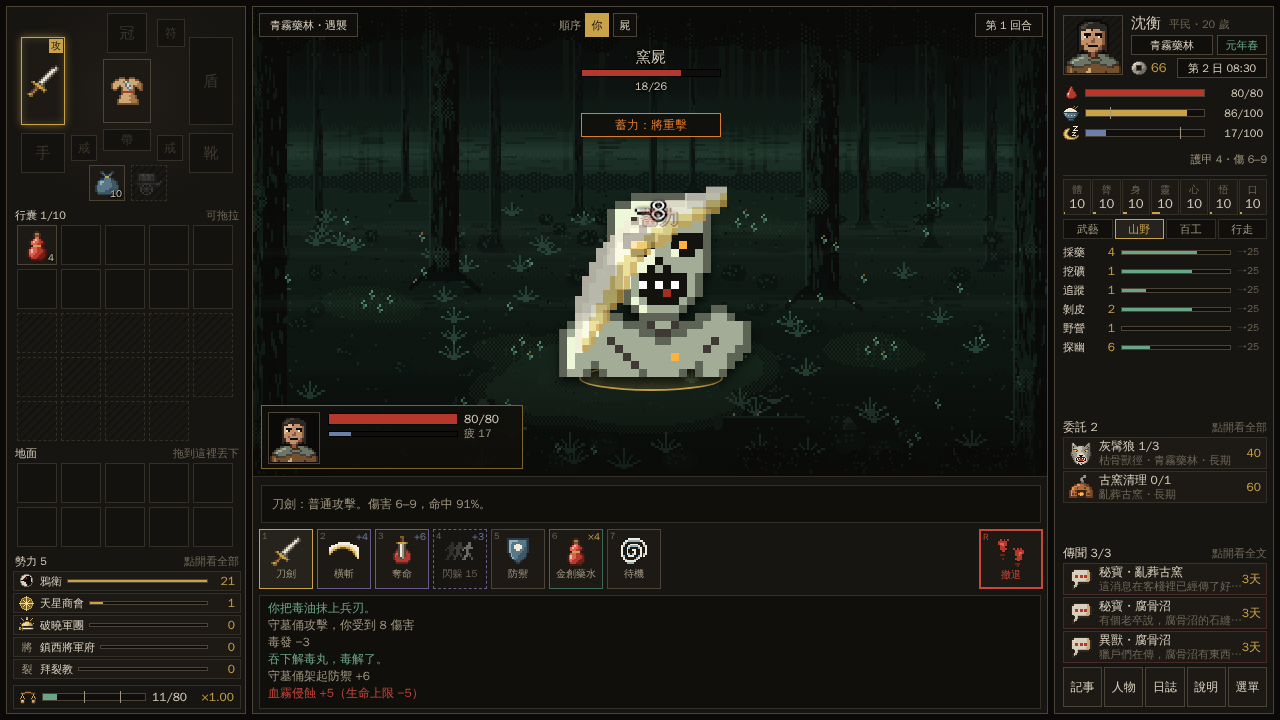 冠
符
攻
盾
手
戒
帶
戒
靴
10
行囊 1/10
可拖拉
4
地面
拖到這裡丟下
勢力 5
點開看全部
鴉衛 21
天星商會 1
破曉軍團 0
將 鎮西將軍府 0
裂 拜裂教 0
11/80 ×1.00
青霧藥林・遇襲
順序 你 屍
第 1 回合
窯屍
18/26
蓄力：將重擊
−8
80/80
疲 17
刀劍：普通攻擊。傷害 6–9，命中 91%。
1 刀劍
2 +4 橫斬
3 +6 奪命
4 +3 閃躲 15
5 防禦
6 ×4 金創藥水
7 待機
R 撤退
你把毒油抹上兵刃。
守墓俑攻擊，你受到 8 傷害
毒發 −3
吞下解毒丸，毒解了。
守墓俑架起防禦 +6
血霧侵蝕 +5（生命上限 −5）
沈衡 平民・20 歲
青霧藥林 元年春
66 第 2 日 08:30
80/80
86/100
17/100
護甲 4・傷 6–9
體 臂 身 靈 心 悟 口
10 10 10 10 10 10 10
武藝 山野 百工 行走
採藥 4 →25
挖礦 1 →25
追蹤 1 →25
剝皮 2 →25
野營 1 →25
探幽 6 →25
委託 2
點開看全部
灰髯狼 1/3
枯骨獸徑・青霧藥林・長期
40
古窯清理 0/1
亂葬古窯・長期
60
傳聞 3/3
點開看全文
秘寶・亂葬古窯
這消息在客棧裡已經傳了好…
3天
秘寶・腐骨沼
有個老卒說，腐骨沼的石縫…
3天
異獸・腐骨沼
獵戶們在傳，腐骨沼有東西…
3天
記事 人物 日誌 說明 選單